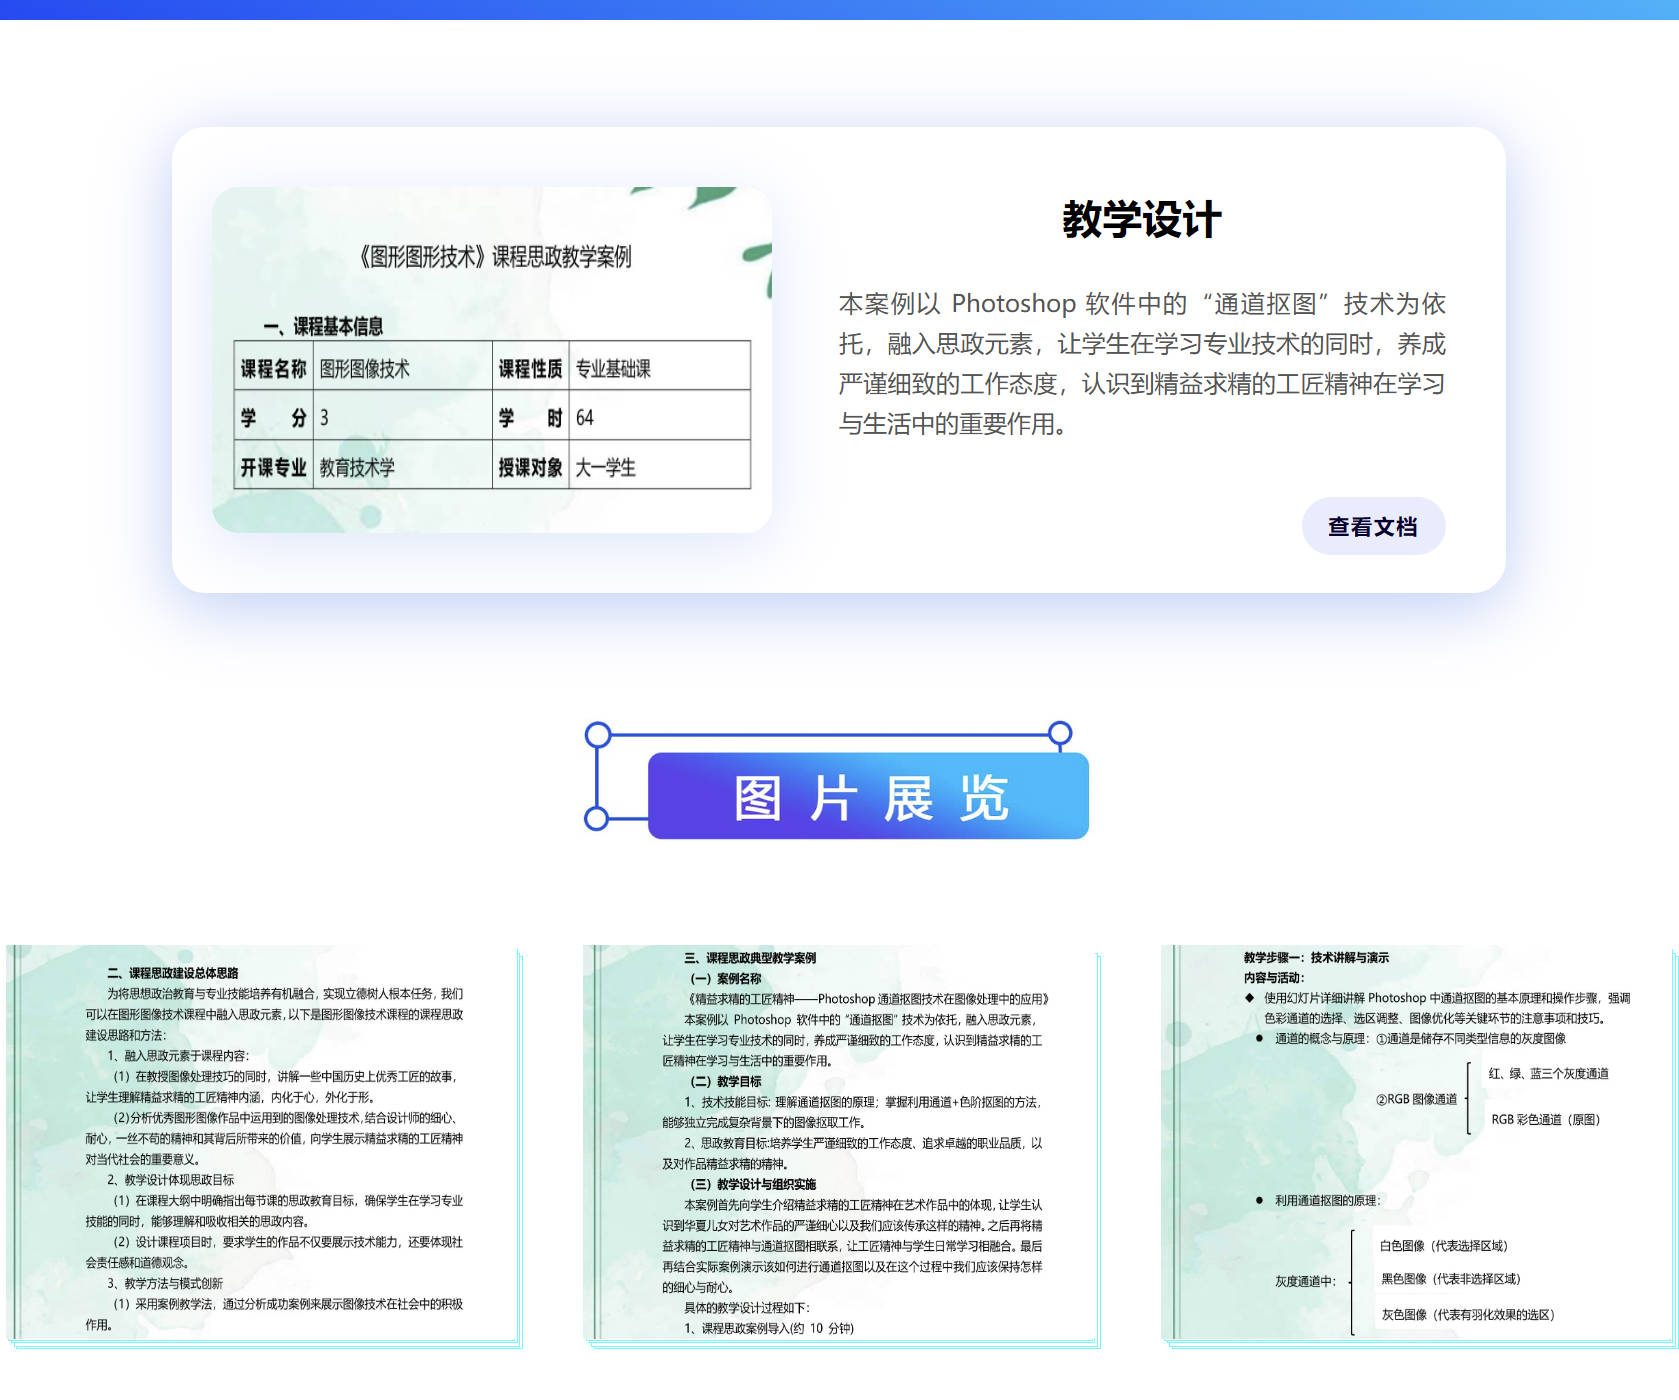 《图形图形技术》课程思政教学案例
一、课程基本信息
课程名称 图形图像技术 课程性质 专业基础课
学 分 3 学 时 64
开课专业 教育技术学 授课对象 大一学生
教学设计
本案例以 Photoshop 软件中的“通道抠图”技术为依
托，融入思政元素，让学生在学习专业技术的同时，养成
严谨细致的工作态度，认识到精益求精的工匠精神在学习
与生活中的重要作用。
查看文档
图片展览
二、课程思政建设总体思路
为将思想政治教育与专业技能培养有机融合，实现立德树人根本任务，我们
可以在图形图像技术课程中融入思政元素，以下是图形图像技术课程的课程思政
建设思路和方法：
1、融入思政元素于课程内容：
（1）在教授图像处理技巧的同时，讲解一些中国历史上优秀工匠的故事，
让学生理解精益求精的工匠精神内涵，内化于心，外化于形。
（2）分析优秀图形图像作品中运用到的图像处理技术，结合设计师的细心、
耐心，一丝不苟的精神和其背后所带来的价值，向学生展示精益求精的工匠精神
对当代社会的重要意义。
2、教学设计体现思政目标
（1）在课程大纲中明确指出每节课的思政教育目标，确保学生在学习专业
技能的同时，能够理解和吸收相关的思政内容。
（2）设计课程项目时，要求学生的作品不仅要展示技术能力，还要体现社
会责任感和道德观念。
3、教学方法与模式创新
（1）采用案例教学法，通过分析成功案例来展示图像技术在社会中的积极
作用。
三、课程思政典型教学案例
（一）案例名称
《精益求精的工匠精神——Photoshop 通道抠图技术在图像处理中的应用》
本案例以 Photoshop 软件中的“通道抠图”技术为依托，融入思政元素，
让学生在学习专业技术的同时，养成严谨细致的工作态度，认识到精益求精的工
匠精神在学习与生活中的重要作用。
（二）教学目标
1、技术技能目标：理解通道抠图的原理；掌握利用通道+色阶抠图的方法，
能够独立完成复杂背景下的图像抠取工作。
2、思政教育目标:培养学生严谨细致的工作态度、追求卓越的职业品质，以
及对作品精益求精的精神。
（三）教学设计与组织实施
本案例首先向学生介绍精益求精的工匠精神在艺术作品中的体现，让学生认
识到华夏儿女对艺术作品的严谨细心以及我们应该传承这样的精神。之后再将精
益求精的工匠精神与通道抠图相联系，让工匠精神与学生日常学习相融合。最后
再结合实际案例演示该如何进行通道抠图以及在这个过程中我们应该保持怎样
的细心与耐心。
具体的教学设计过程如下：
1、课程思政案例导入(约 10 分钟)
教学步骤一：技术讲解与演示
内容与活动：
◆ 使用幻灯片详细讲解 Photoshop 中通道抠图的基本原理和操作步骤，强调
色彩通道的选择、选区调整、图像优化等关键环节的注意事项和技巧。
● 通道的概念与原理：①通道是储存不同类型信息的灰度图像
红、绿、蓝三个灰度通道
②RGB 图像通道
RGB 彩色通道（原图）
● 利用通道抠图的原理：
白色图像（代表选择区域）
灰度通道中： 黑色图像（代表非选择区域）
灰色图像（代表有羽化效果的选区）